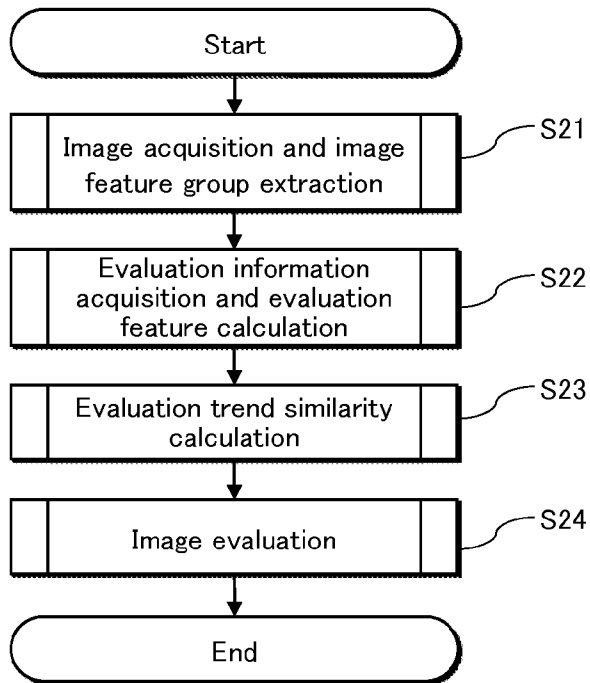 Start
Image acquisition and image
feature group extraction
S21
Evaluation information
acquisition and evaluation
feature calculation
S22
Evaluation trend similarity
calculation
S23
Image evaluation
S24
End